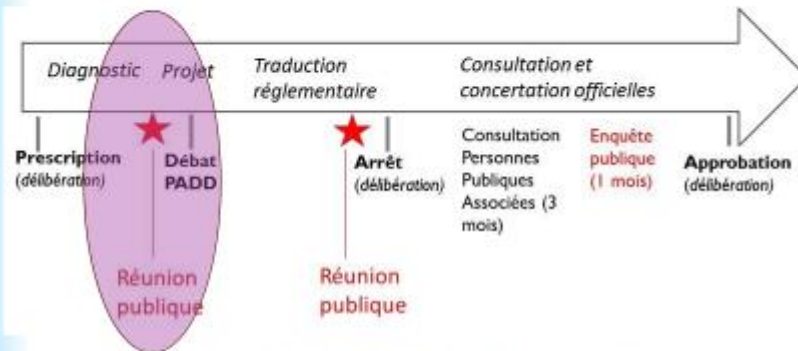 Diagnostic
Projet
Traduction
réglementaire
Consultation et
concertation officielles
Prescription
(délibération)
Débat
PADD
Arrêt
(délibération)
Consultation
Personnes
Publiques
Associées (3
mois)
Enquête
publique
(1 mois)
Approbation
(délibération)
Réunion
publique
Réunion
publique